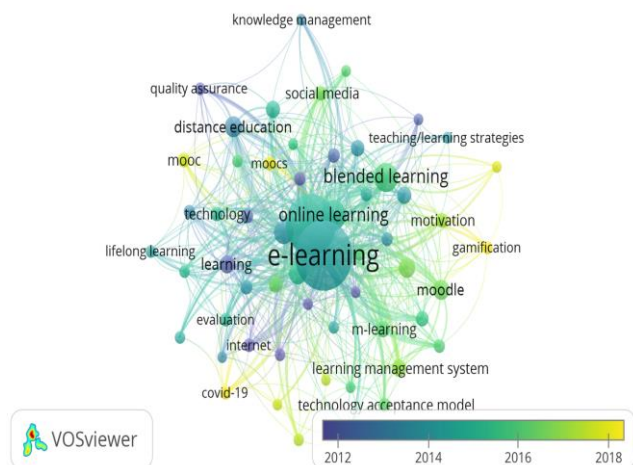 knowledge management
quality assurance
social media
distance education
teaching/learning strategies
mooc
moocs
blended learning
technology
online learning
motivation
lifelong learning
e-learning
gamification
learning
moodle
evaluation
m-learning
internet
learning management system
covid-19
technology acceptance model
VOSviewer
2012
2014
2016
2018